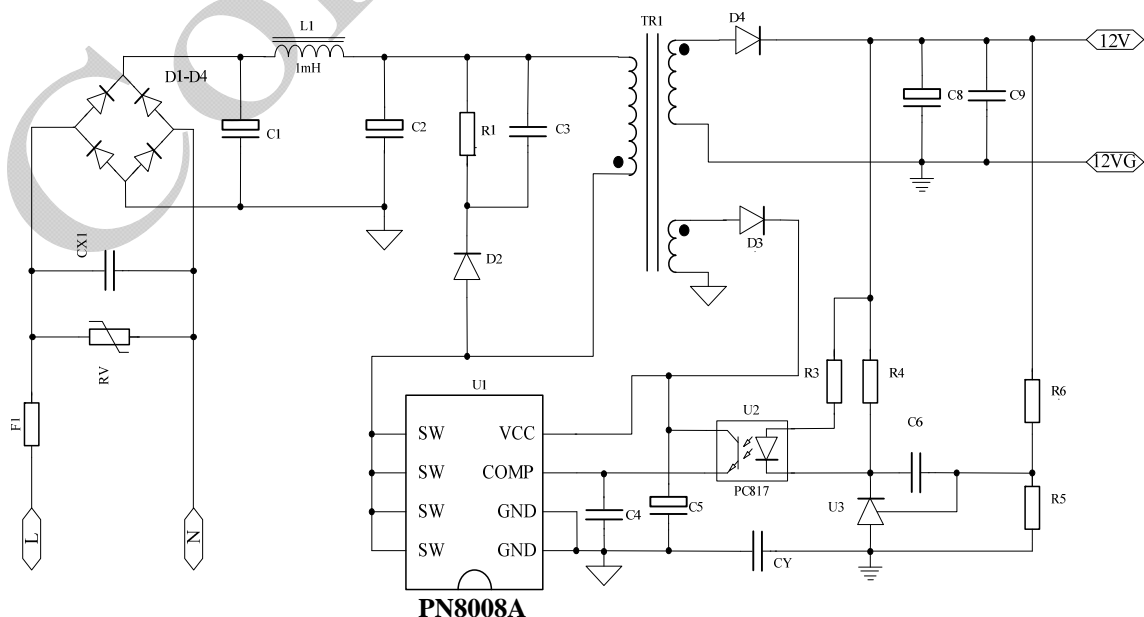 L1
1mH
D1-D4
C1
C2
R1
C3
TR1
D4
12V
C8
C9
12VG
D3
D2
CX1
RV
F1
L
N
U1
SW
VCC
SW
COMP
SW
GND
SW
GND
PN8008A
C4
C5
U2
PC817
R3
R4
C6
U3
R6
R5
CY